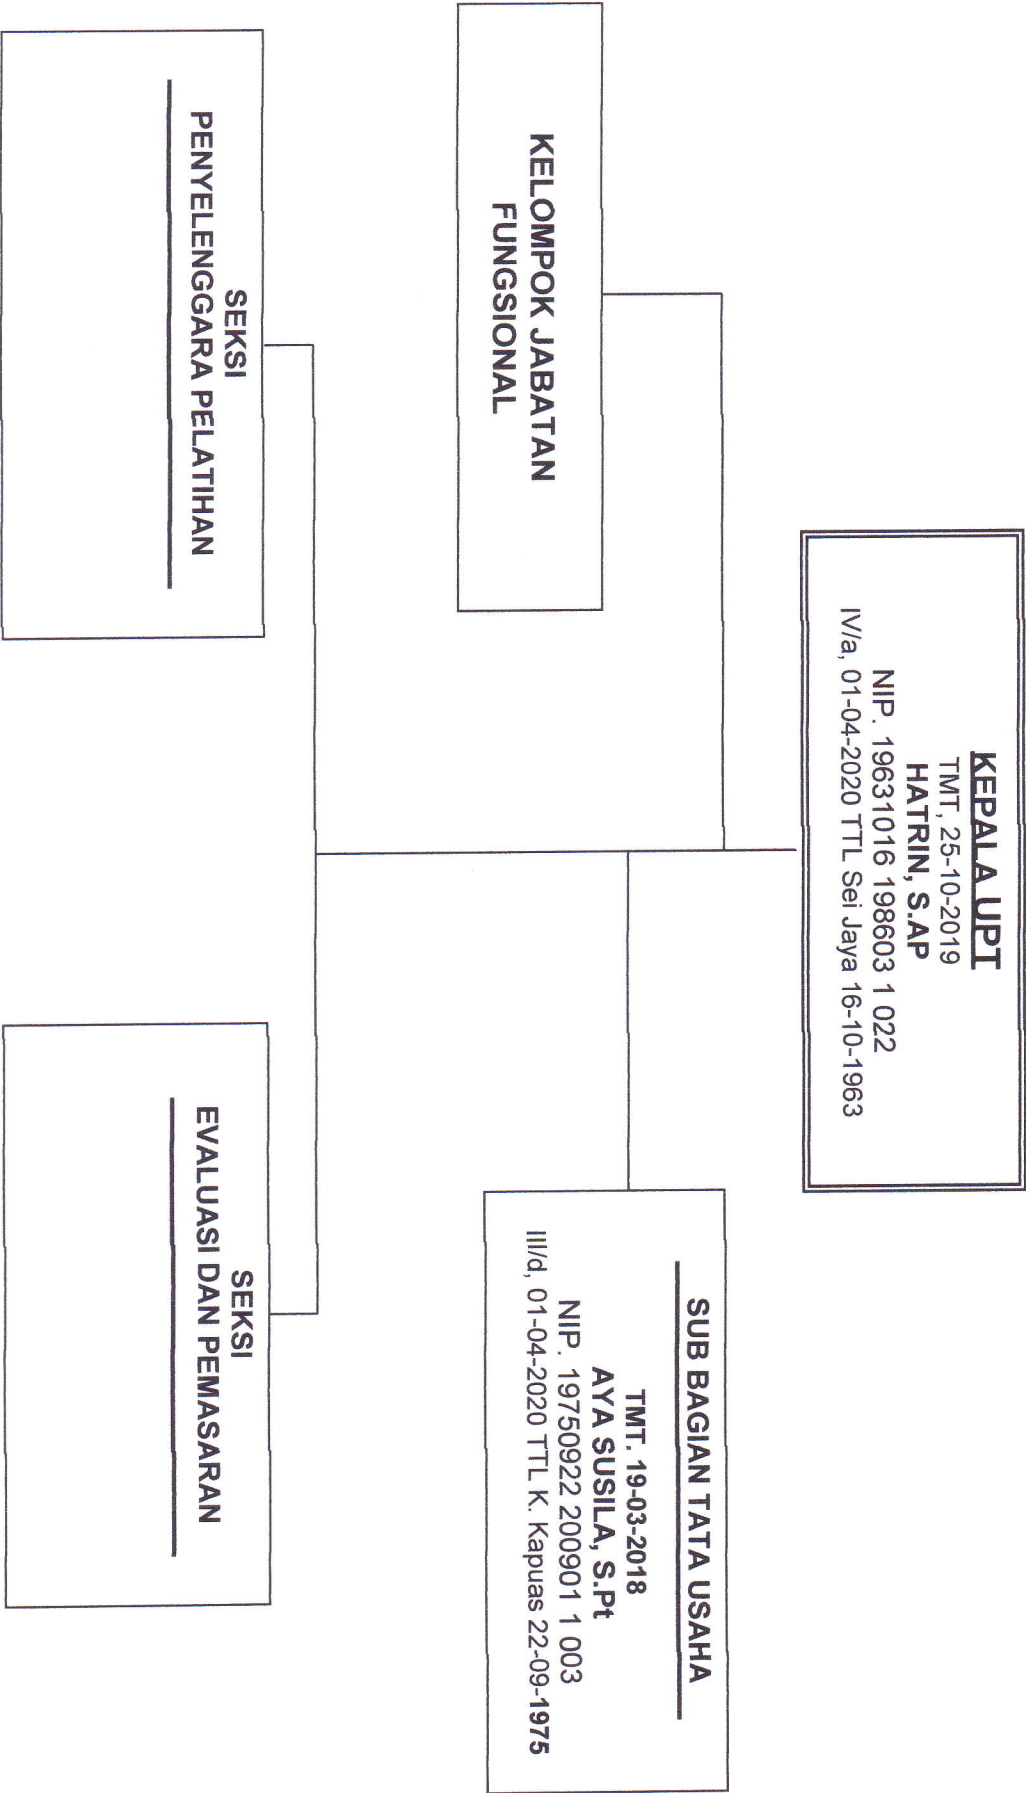 KEPALA UPT
TMT, 25-10-2019
HATRIN, S.AP
NIP. 19631016 198603 1 022
IV/a, 01-04-2020 TTL Sei Jaya 16-10-1963
KELOMPOK JABATAN
FUNGSIONAL
SUB BAGIAN TATA USAHA
TMT. 19-03-2018
AYA SUSILA, S.Pt
NIP. 19750922 200901 1 003
III/d, 01-04-2020 TTL K. Kapuas 22-09-1975
SEKSI
PENYELENGGARA PELATIHAN
SEKSI
EVALUASI DAN PEMASARAN